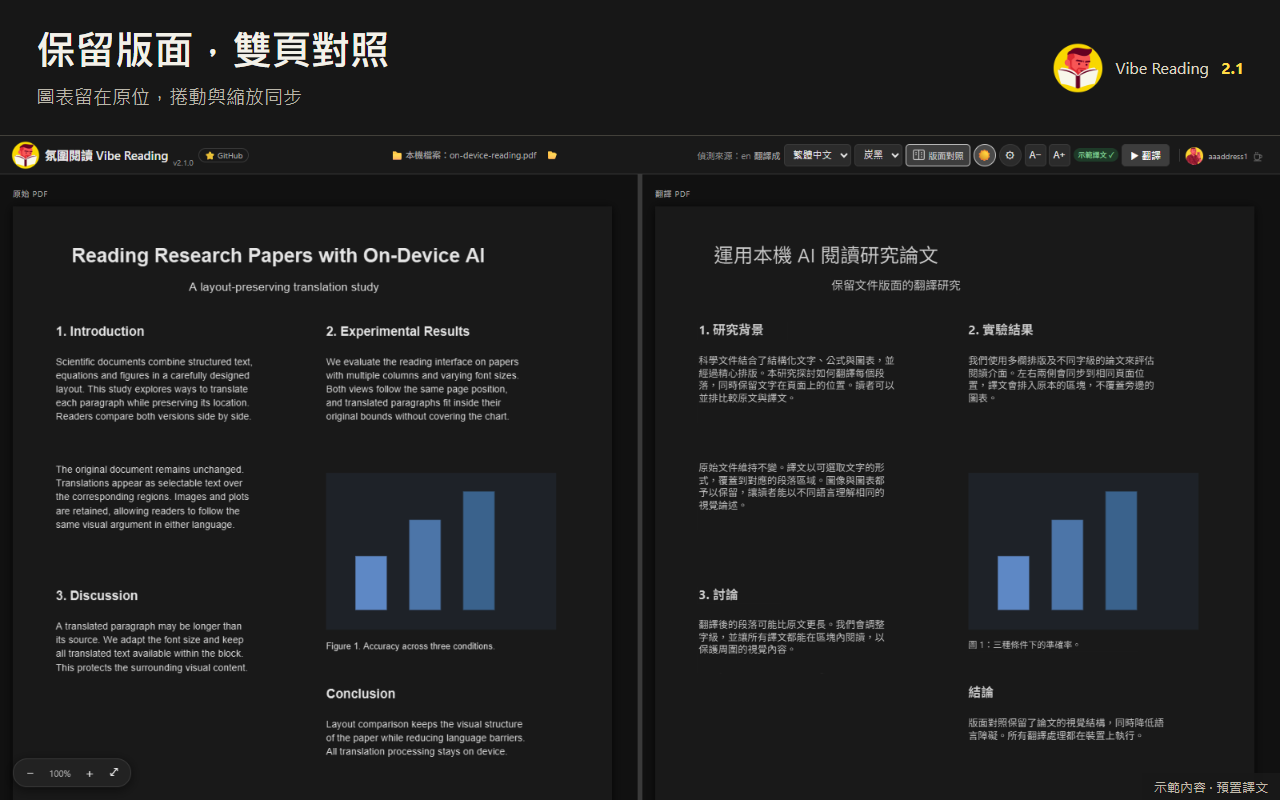 保留版面，雙頁對照
圖表留在原位，捲動與縮放同步
Vibe Reading 2.1
氛圍閱讀 Vibe Reading v2.1.0
GitHub
本機檔案：on-device-reading.pdf
偵測來源：en 翻譯成
繁體中文
炭黑
版面對照
A−
A+
示範譯文 ✓
▶ 翻譯
aaaddress1
原始 PDF
Reading Research Papers with On-Device AI
A layout-preserving translation study
1. Introduction
Scientific documents combine structured text,
equations and figures in a carefully designed
layout. This study explores ways to translate
each paragraph while preserving its location.
Readers compare both versions side by side.
The original document remains unchanged.
Translations appear as selectable text over
the corresponding regions. Images and plots
are retained, allowing readers to follow the
same visual argument in either language.
3. Discussion
A translated paragraph may be longer than
its source. We adapt the font size and keep
all translated text available within the block.
This protects the surrounding visual content.
2. Experimental Results
We evaluate the reading interface on papers
with multiple columns and varying font sizes.
Both views follow the same page position,
and translated paragraphs fit inside their
original bounds without covering the chart.
Figure 1. Accuracy across three conditions.
Conclusion
Layout comparison keeps the visual structure
of the paper while reducing language barriers.
All translation processing stays on device.
− 100% +
翻譯 PDF
運用本機 AI 閱讀研究論文
保留文件版面的翻譯研究
1. 研究背景
科學文件結合了結構化文字、公式與圖表，並
經過精心排版。本研究探討如何翻譯每個段
落，同時保留文字在頁面上的位置。讀者可以
並排比較原文與譯文。
原始文件維持不變。譯文以可選取文字的形
式，覆蓋到對應的段落區域。圖像與圖表都
予以保留，讓讀者能以不同語言理解相同的
視覺論述。
3. 討論
翻譯後的段落可能比原文更長。我們會調整
字級，並讓所有譯文都能在區塊內閱讀，以
保護周圍的視覺內容。
2. 實驗結果
我們使用多欄排版及不同字級的論文來評估
閱讀介面。左右兩側會同步到相同頁面位
置，譯文會排入原本的區塊，不覆蓋旁邊的
圖表。
圖 1：三種條件下的準確率。
結論
版面對照保留了論文的視覺結構，同時降低語
言障礙。所有翻譯處理都在裝置上執行。
示範內容 · 預置譯文